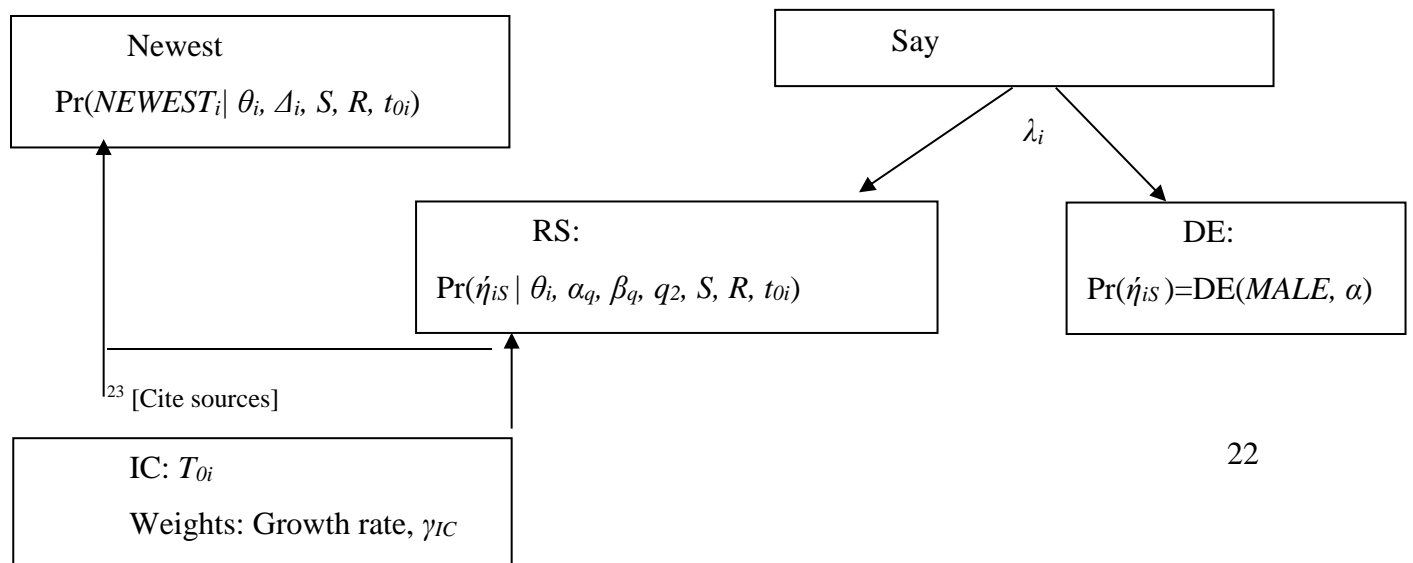 Newest
Pr(NEWESTᵢ| θᵢ, Δᵢ, S, R, t₀ᵢ)
Say
λᵢ
RS:
Pr(ήᵢS | θᵢ, αq, βq, q₂, S, R, t₀ᵢ)
DE:
Pr(ήᵢS )=DE(MALE, α)
²³ [Cite sources]
IC: T₀ᵢ
Weights: Growth rate, γIC
22